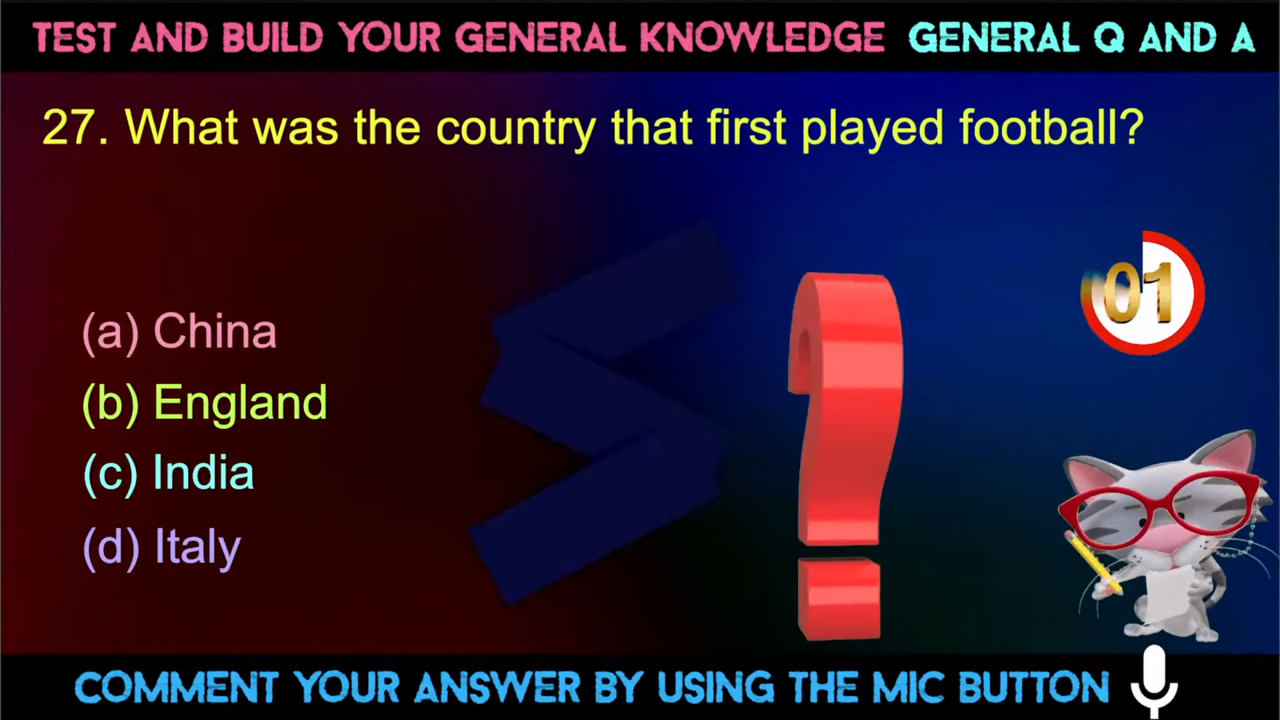 TEST AND BUILD YOUR GENERAL KNOWLEDGE GENERAL Q AND A
27. What was the country that first played football?
01
(a) China
(b) England
(c) India
(d) Italy
COMMENT YOUR ANSWER BY USING THE MIC BUTTON